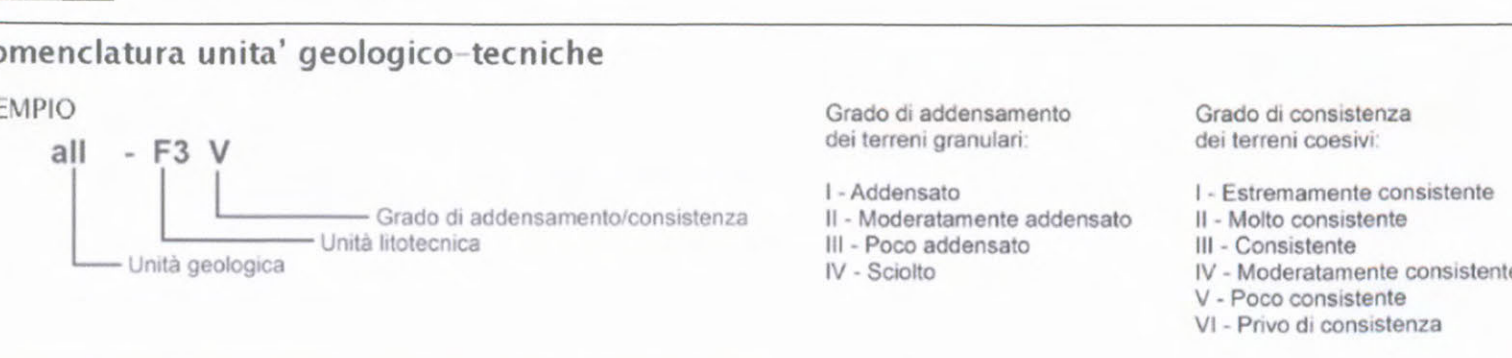 omenclatura unita' geologico-tecniche
EMPIO
all - F3 V
Grado di addensamento/consistenza
Unità litotecnica
Unità geologica
Grado di addensamento
dei terreni granulari:
I - Addensato
II - Moderatamente addensato
III - Poco addensato
IV - Sciolto
Grado di consistenza
dei terreni coesivi:
I - Estremamente consistente
II - Molto consistente
III - Consistente
IV - Moderatamente consistente
V - Poco consistente
VI - Privo di consistenza